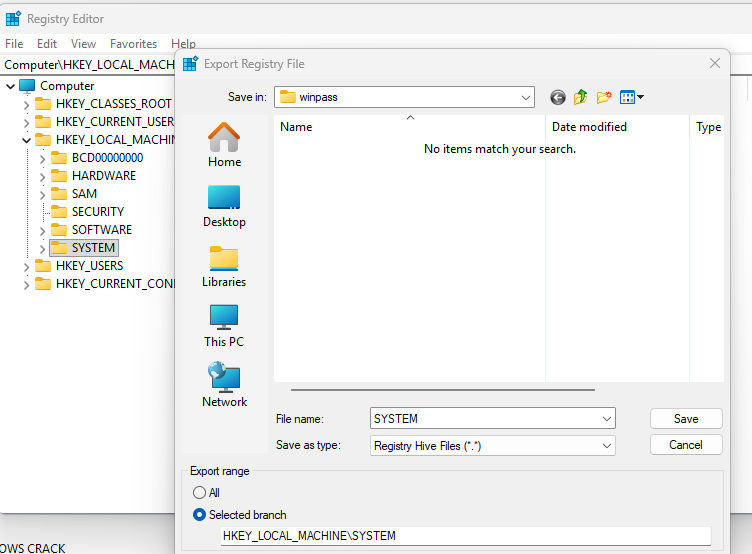 Registry Editor
File Edit View Favorites Help
Computer\HKEY_LOCAL_MACH
Computer
HKEY_CLASSES_ROOT
HKEY_CURRENT_USER
HKEY_LOCAL_MACHIN
BCD00000000
HARDWARE
SAM
SECURITY
SOFTWARE
SYSTEM
HKEY_USERS
HKEY_CURRENT_CON
Export Registry File
Save in: winpass
Home
Desktop
Libraries
This PC
Network
Name Date modified Type
No items match your search.
File name: SYSTEM Save
Save as type: Registry Hive Files (*.*) Cancel
Export range
All
Selected branch
HKEY_LOCAL_MACHINE\SYSTEM
OWS CRACK